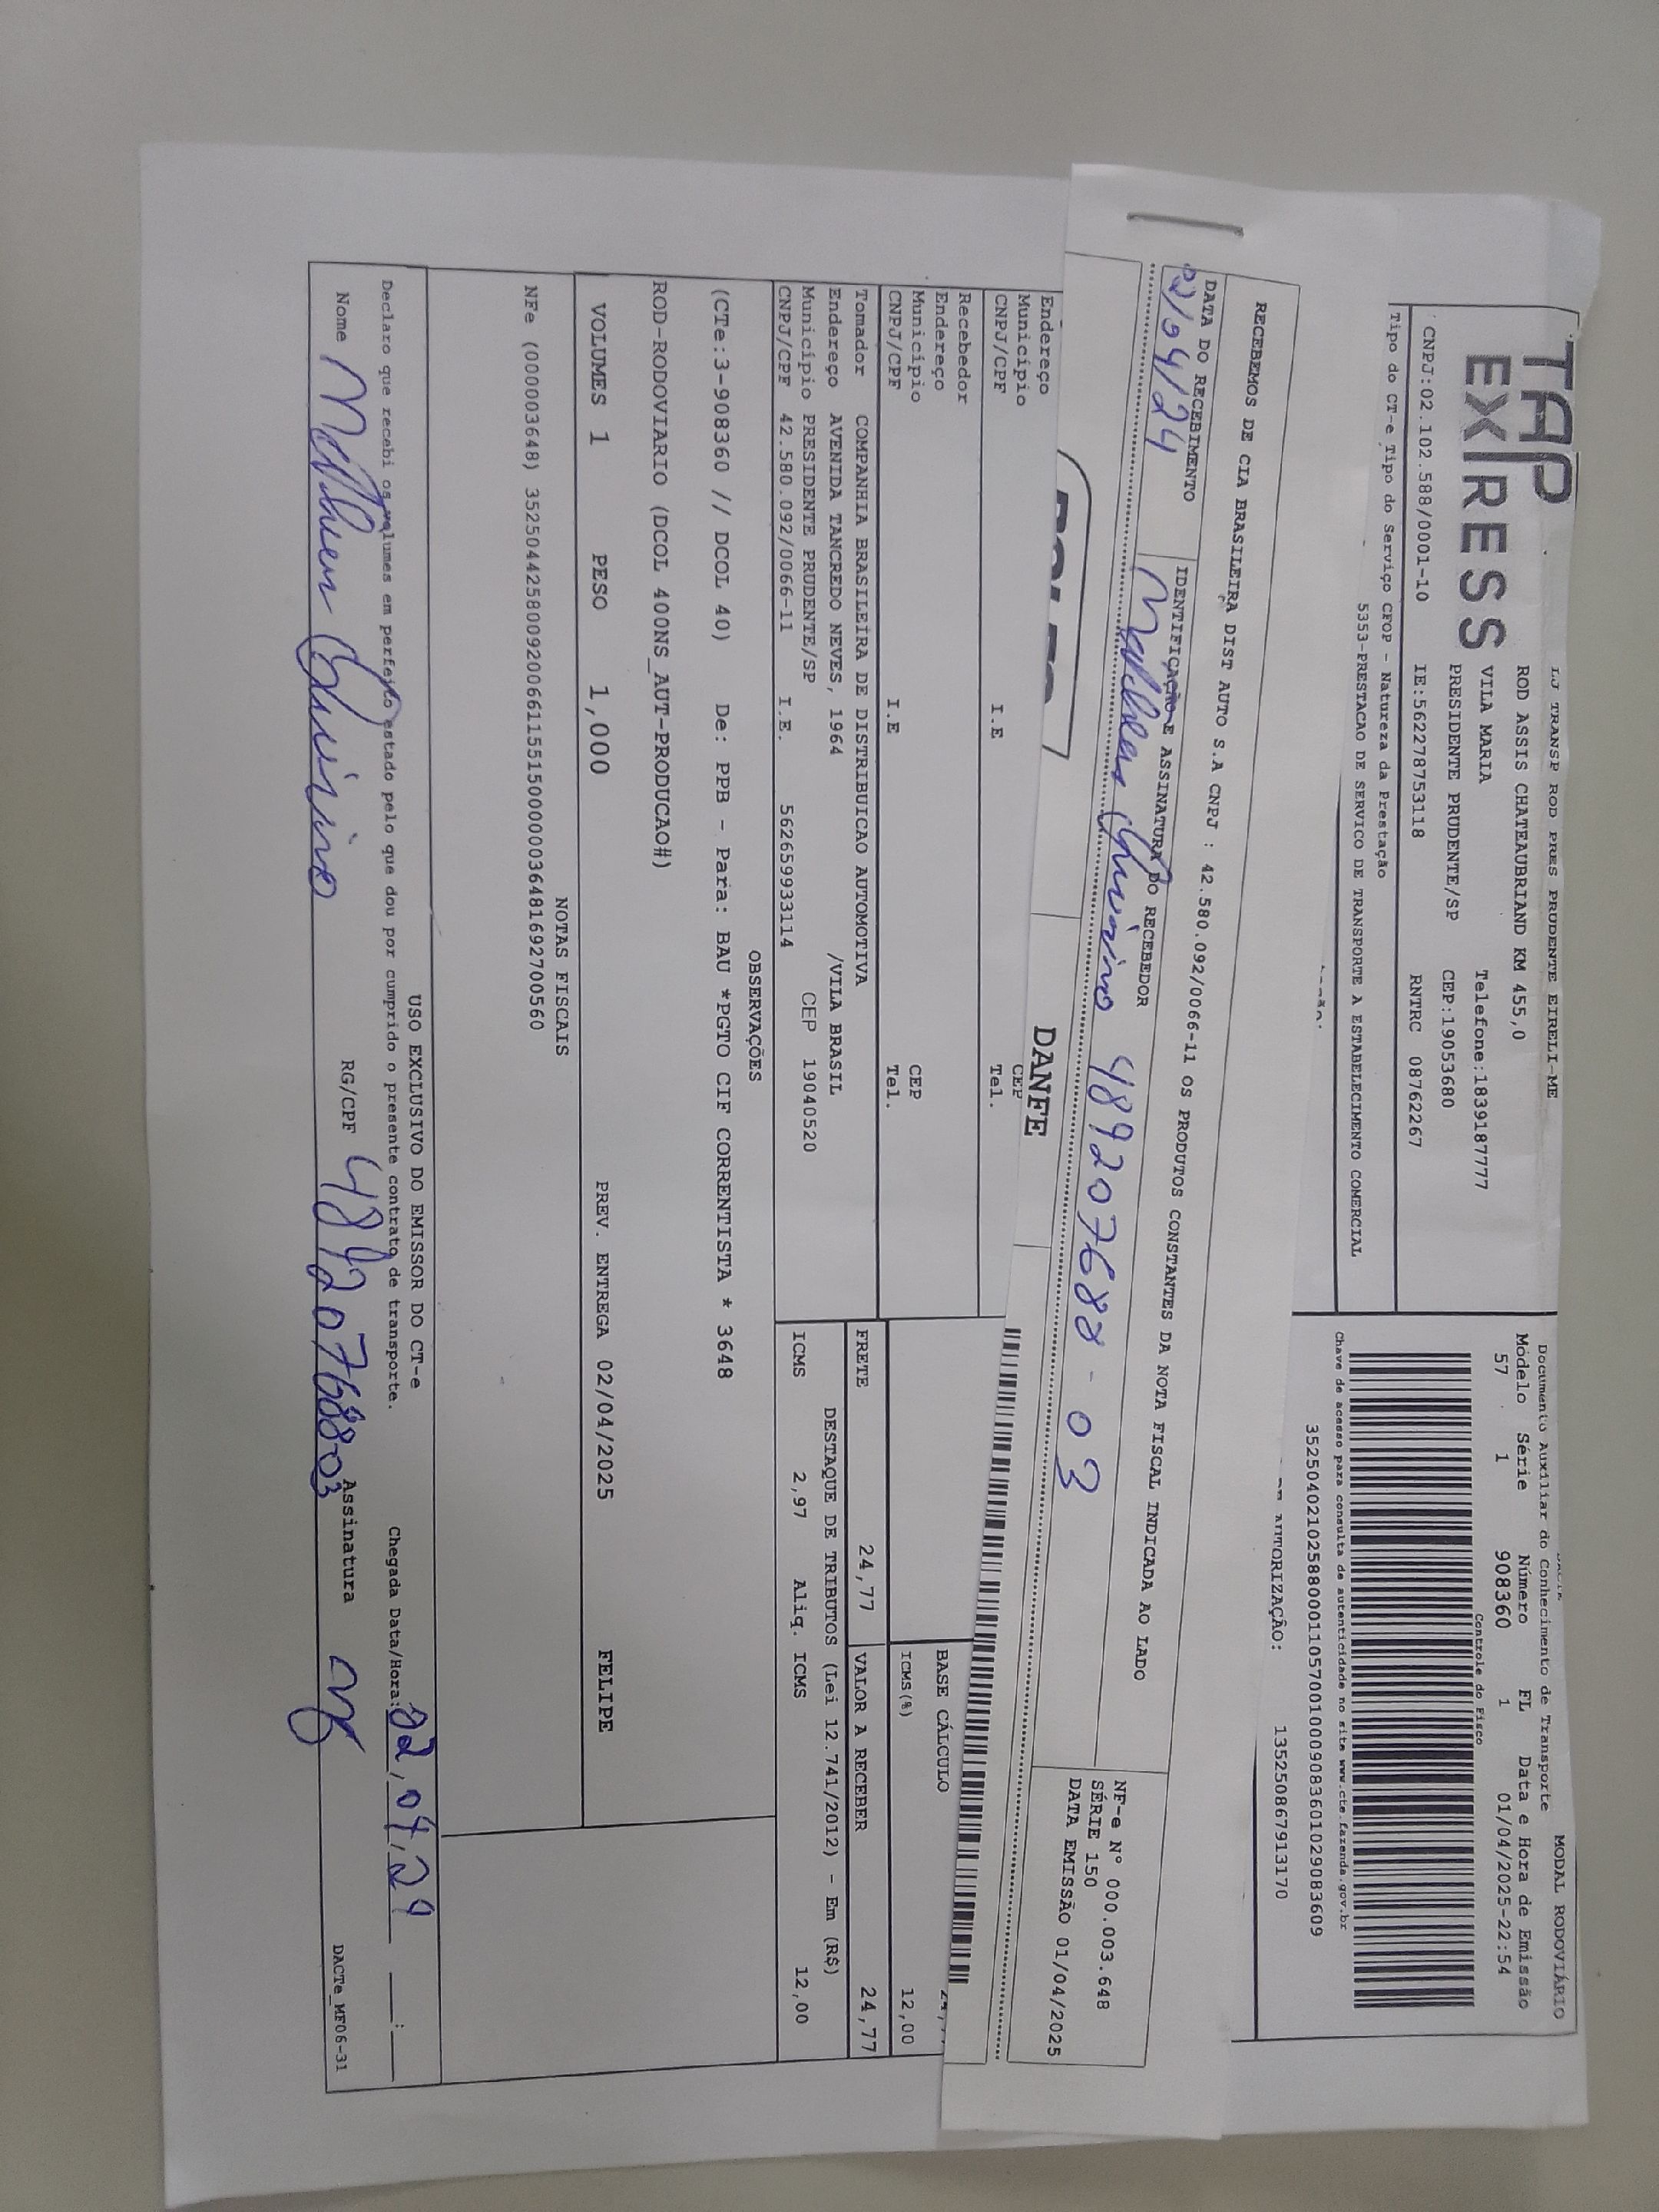 TAP
EXPRESS
LJ TRANSP ROD PRES PRUDENTE EIRELI-ME
ROD ASSIS CHATEAUBRIAND KM 455,0
VILA MARIA Telefone:1839187777
PRESIDENTE PRUDENTE/SP CEP:19053680
CNPJ:02.102.588/0001-10 IE:562278753118 RNTRC 08762267
Tipo do CT-e Tipo do Serviço CFOP - Natureza da Prestação
5353-PRESTACAO DE SERVICO DE TRANSPORTE A ESTABELECIMENTO COMERCIAL
MODAL RODOVIÁRIO
Documento Auxiliar do Conhecimento de Transporte
Modelo Série Número FL Data e Hora de Emissão
57 1 908360 1 01/04/2025-22:54
Controle do Fisco
Chave de acesso para consulta de autenticidade no site www.cte.fazenda.gov.br
35250402102588000110570010009083601029083609
AUTORIZAÇÃO: 135250867913170
RECEBEMOS DE CIA BRASILEIRA DIST AUTO S.A CNPJ : 42.580.092/0066-11 OS PRODUTOS CONSTANTES DA NOTA FISCAL INDICADA AO LADO
DATA DO RECEBIMENTO IDENTIFICAÇÃO E ASSINATURA DO RECEBEDOR
02/04/24 489207688-03
NF-e Nº 000.003.648
SÉRIE 150
DATA EMISSÃO 01/04/2025
DANFE
Endereço
Município CEP
CNPJ/CPF I.E Tel.
Recebedor
Endereço
Município CEP
CNPJ/CPF I.E Tel.
BASE CÁLCULO
ICMS(%) 12,00
Tomador COMPANHIA BRASILEIRA DE DISTRIBUICAO AUTOMOTIVA
Endereço AVENIDA TANCREDO NEVES, 1964 /VILA BRASIL
Município PRESIDENTE PRUDENTE/SP CEP 19040520
CNPJ/CPF 42.580.092/0066-11 I.E. 562659933114
FRETE 24,77 VALOR A RECEBER 24,77
DESTAQUE DE TRIBUTOS (Lei 12.741/2012) - Em (R$)
ICMS 2,97 Aliq. ICMS 12,00
OBSERVAÇÕES
(CTe:3-908360 // DCOL 40) De: PPB - Para: BAU *PGTO CIF CORRENTISTA * 3648
ROD-RODOVIARIO (DCOL 400NS_AUT-PRODUCAO#)
VOLUMES 1 PESO 1,000 PREV. ENTREGA 02/04/2025 FELIPE
NOTAS FISCAIS
NFe (000003648) 35250442580092006611551500000036481692700560
USO EXCLUSIVO DO EMISSOR DO CT-e
Declaro que recebi os volumes em perfeito estado pelo que dou por cumprido o presente contrato de transporte. Chegada Data/Hora: 02/04/24 :
Nome RG/CPF 48920768803 Assinatura
DACTe_MF06-31